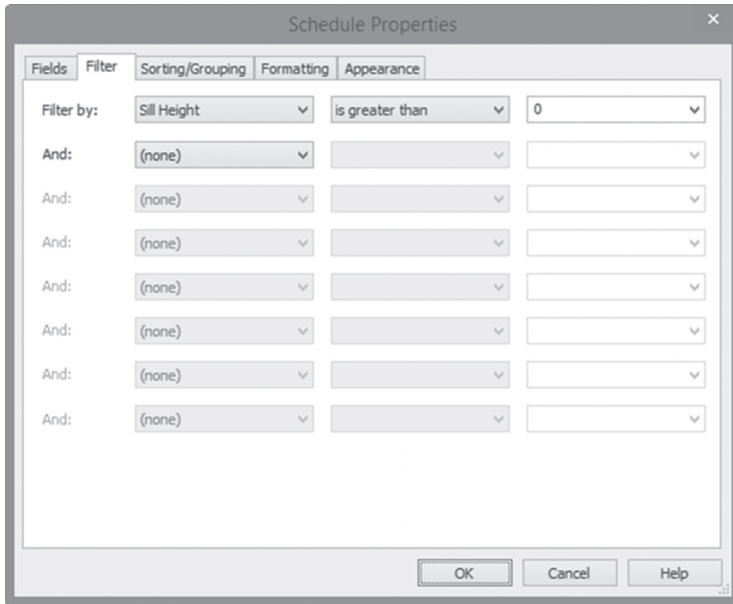 Schedule Properties
Fields Filter Sorting/Grouping Formatting Appearance
Filter by: Sill Height is greater than 0
And: (none)
And: (none)
And: (none)
And: (none)
And: (none)
And: (none)
And: (none)
OK Cancel Help